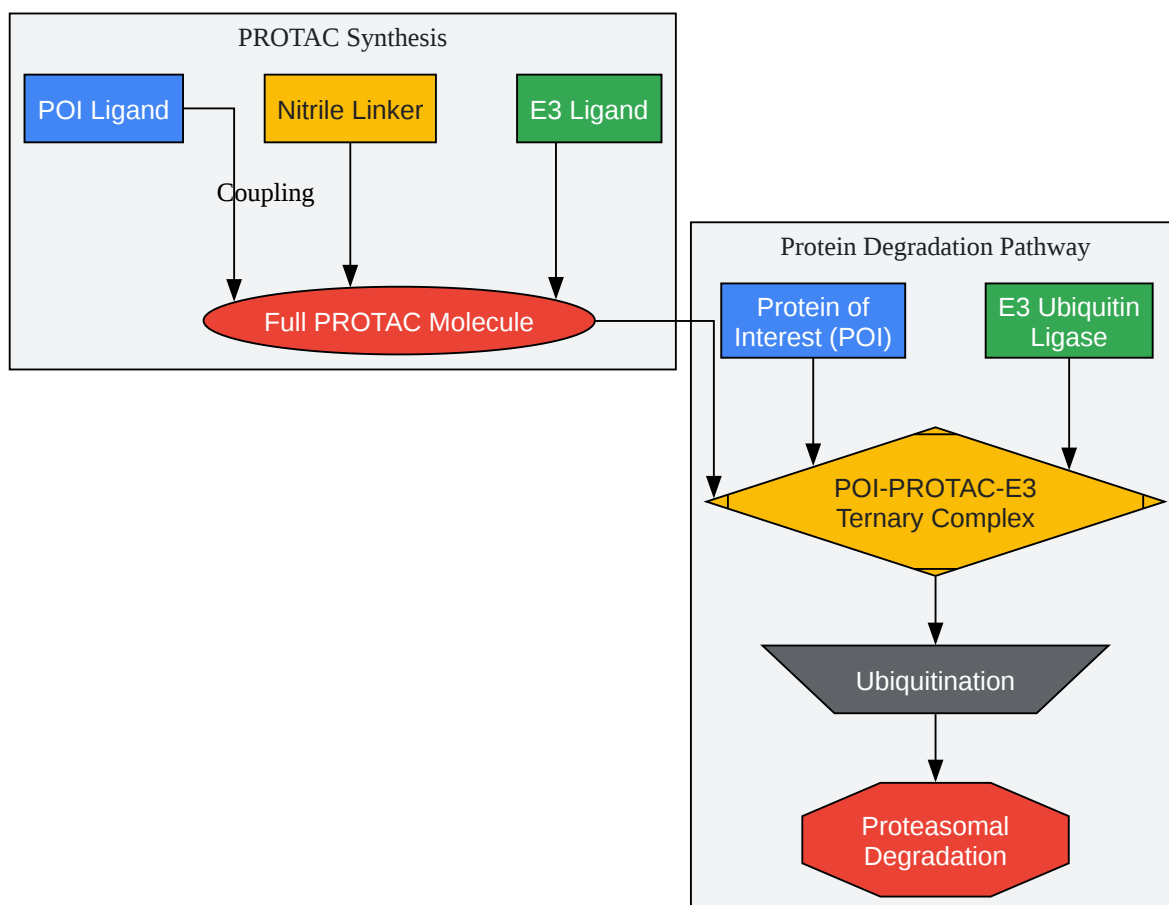 PROTAC Synthesis
POI Ligand
Nitrile Linker
E3 Ligand
Coupling
Full PROTAC Molecule
Protein Degradation Pathway
Protein of
Interest (POI)
E3 Ubiquitin
Ligase
POI-PROTAC-E3
Ternary Complex
Ubiquitination
Proteasomal
Degradation